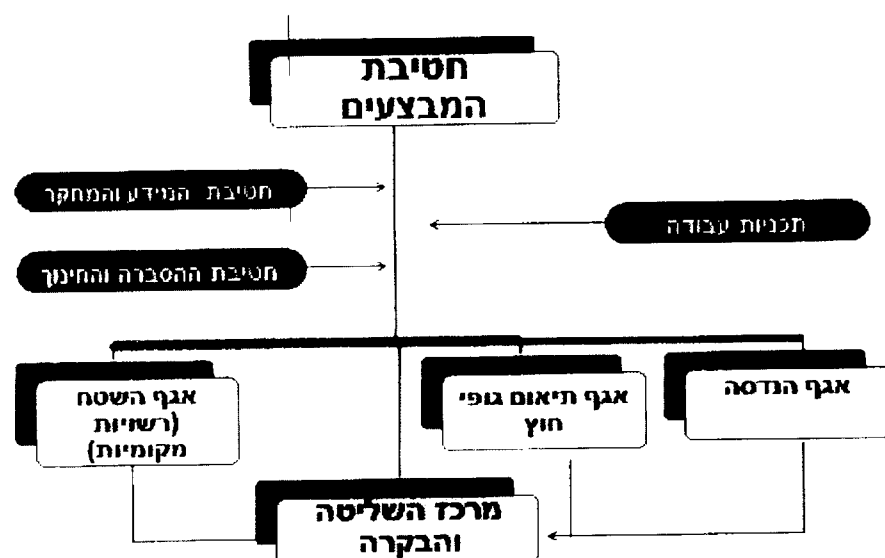 חטיבת
המבצעים
חטיבת המידע והמחקר
תכניות עבודה
חטיבת ההסברה והחינוך
אגף הנדסה
אגף תיאום גופי
חוץ
אגף השטח
(רשויות
מקומיות)
מרכז השליטה
והבקרה